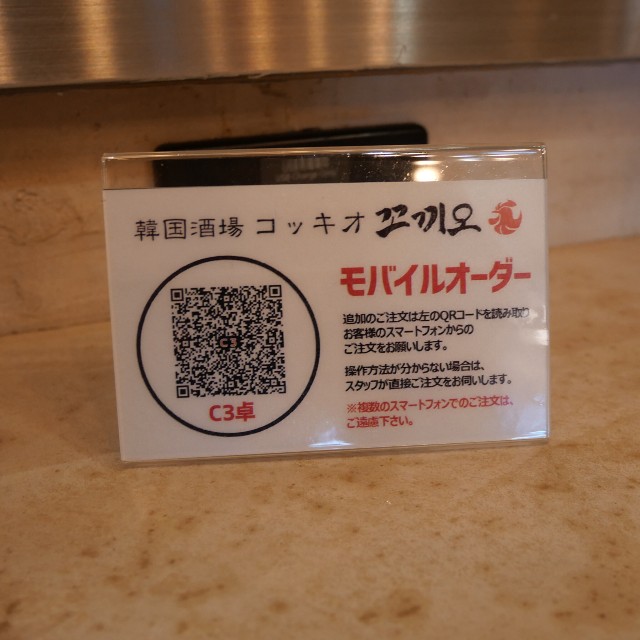 韓国酒場 コッキオ 꼬끼오
モバイルオーダー
追加のご注文は左のQRコードを読み取り
お客様のスマートフォンからの
ご注文をお願いします。
操作方法が分からない場合は、
スタッフが直接ご注文をお伺いします。
※複数のスマートフォンでのご注文は、
ご遠慮下さい。
C3
C3卓